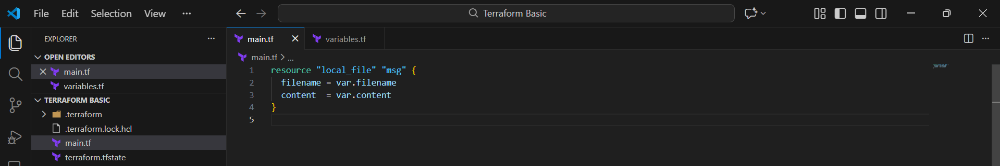 File Edit Selection View ··· Terraform Basic
EXPLORER ···
OPEN EDITORS
main.tf
variables.tf
TERRAFORM BASIC
.terraform
.terraform.lock.hcl
main.tf
terraform.tfstate
main.tf variables.tf ···
main.tf > ...
1 resource "local_file" "msg" {
2 filename = var.filename
3 content = var.content
4 }
5